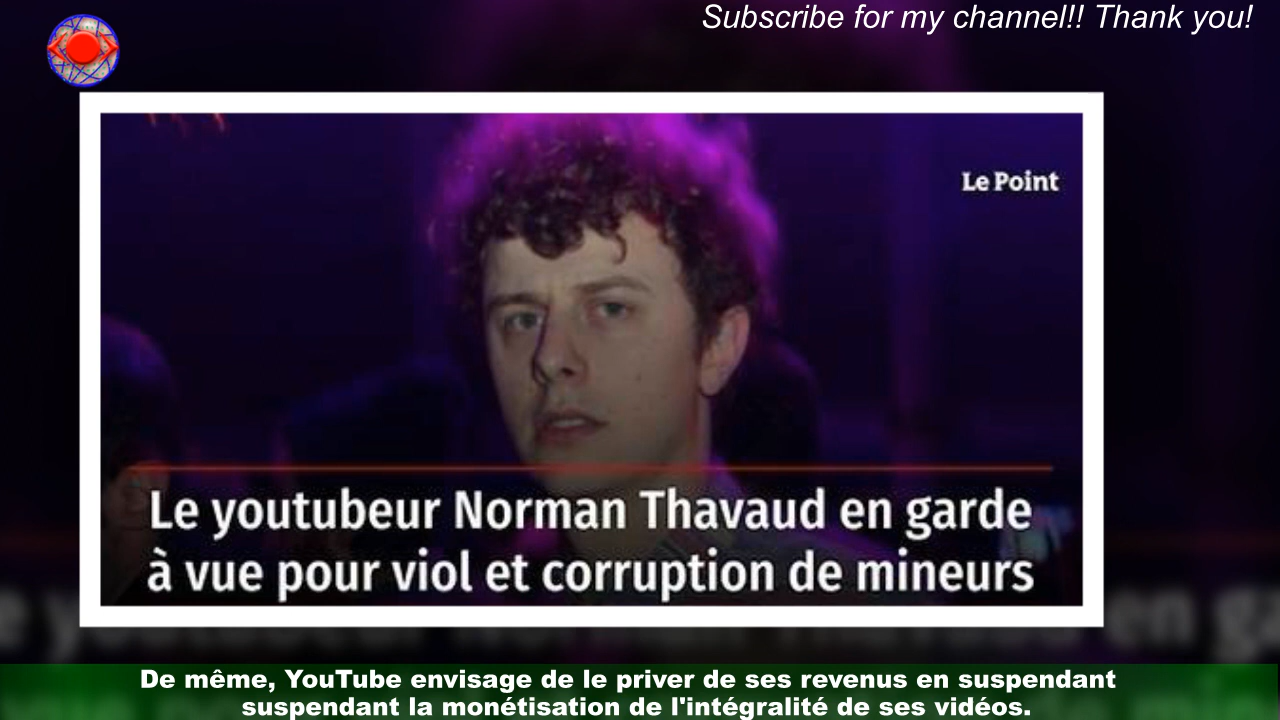 Subscribe for my channel!! Thank you!
Le Point
Le youtubeur Norman Thavaud en garde
à vue pour viol et corruption de mineurs
De même, YouTube envisage de le priver de ses revenus en suspendant
suspendant la monétisation de l'intégralité de ses vidéos.